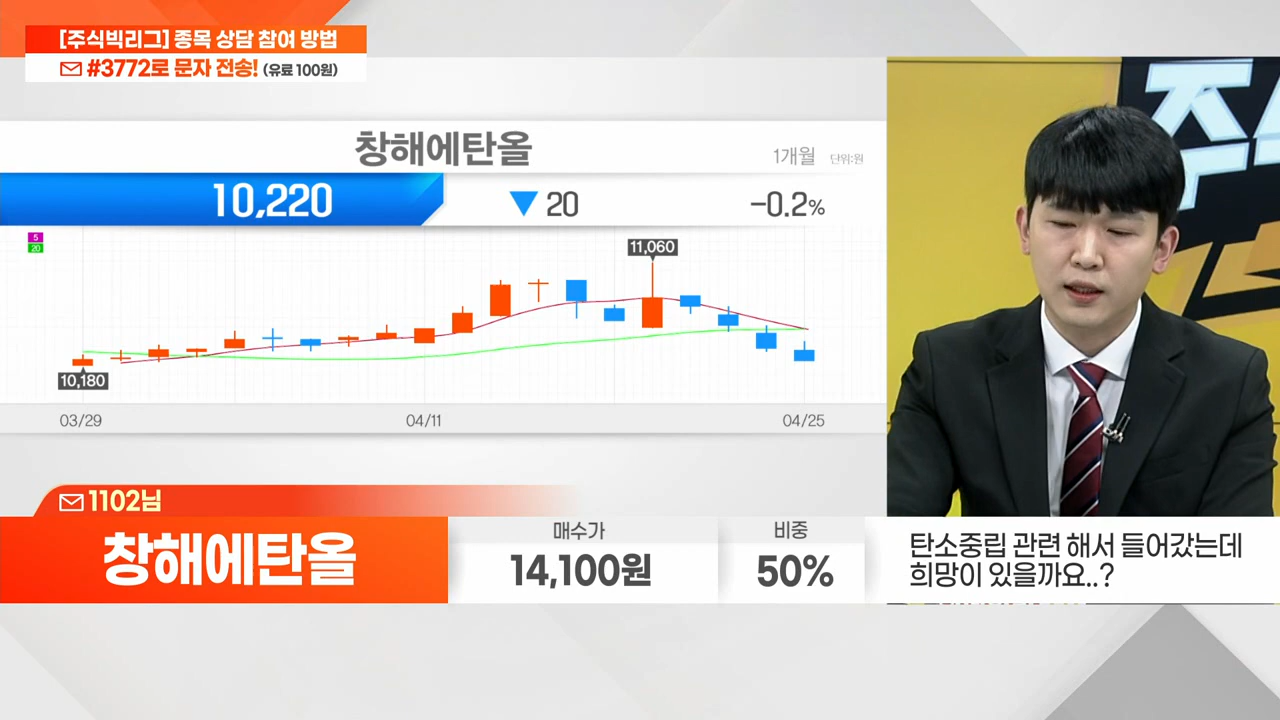 [주식빅리그] 종목 상담 참여 방법
#3772로 문자 전송! (유료 100원)
창해에탄올
1개월 단위:원
10,220 ▼ 20 -0.2%
5
20
11,060
10,180
03/29 04/11 04/25
1102님
창해에탄올
매수가
14,100원
비중
50%
탄소중립 관련 해서 들어갔는데
희망이 있을까요..?